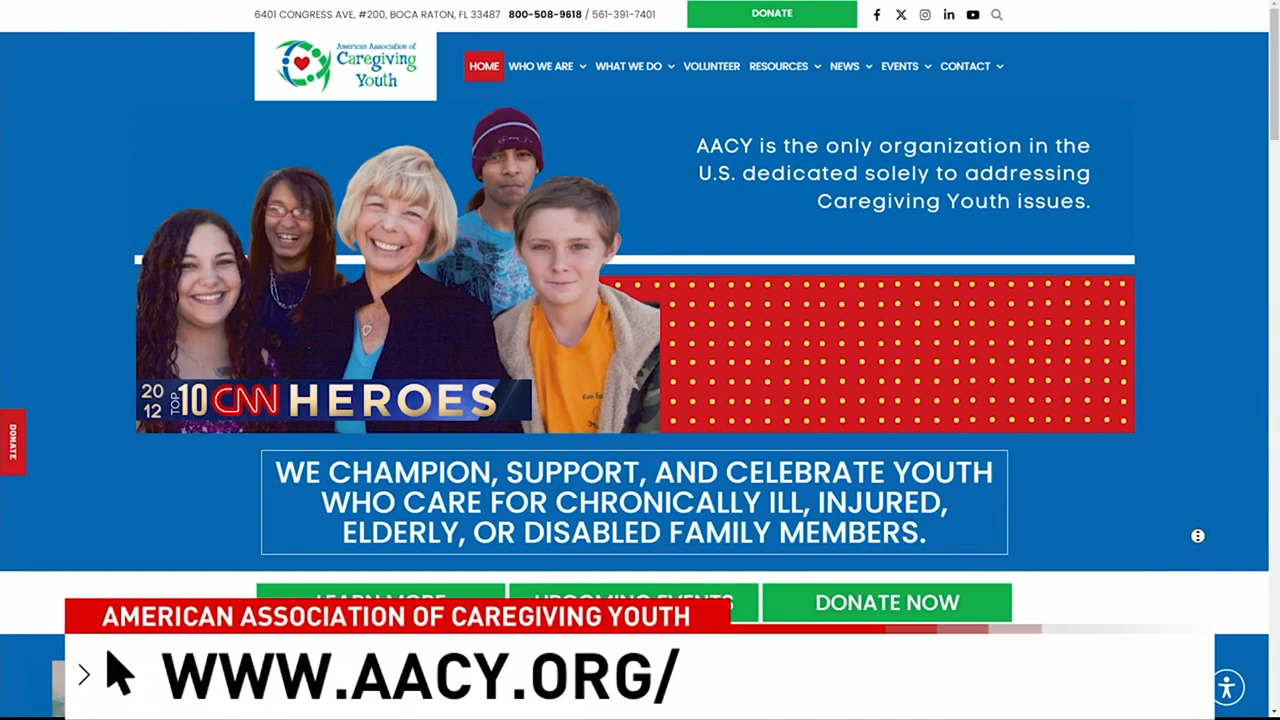 6401 CONGRESS AVE, #200, BOCA RATON, FL 33487 800-508-9618 / 561-391-7401
DONATE
American Association of
Caregiving
Youth
HOME WHO WE ARE WHAT WE DO VOLUNTEER RESOURCES NEWS EVENTS CONTACT
AACY is the only organization in the
U.S. dedicated solely to addressing
Caregiving Youth issues.
2012 TOP 10 CNN HEROES
DONATE
WE CHAMPION, SUPPORT, AND CELEBRATE YOUTH
WHO CARE FOR CHRONICALLY ILL, INJURED,
ELDERLY, OR DISABLED FAMILY MEMBERS.
LEARN MORE UPCOMING EVENTS DONATE NOW
AMERICAN ASSOCIATION OF CAREGIVING YOUTH
WWW.AACY.ORG/